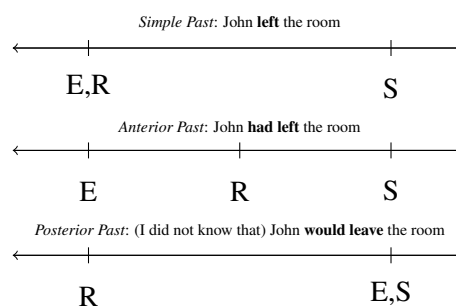 Simple Past: John left the room
E,R S
Anterior Past: John had left the room
E R S
Posterior Past: (I did not know that) John would leave the room
R E,S